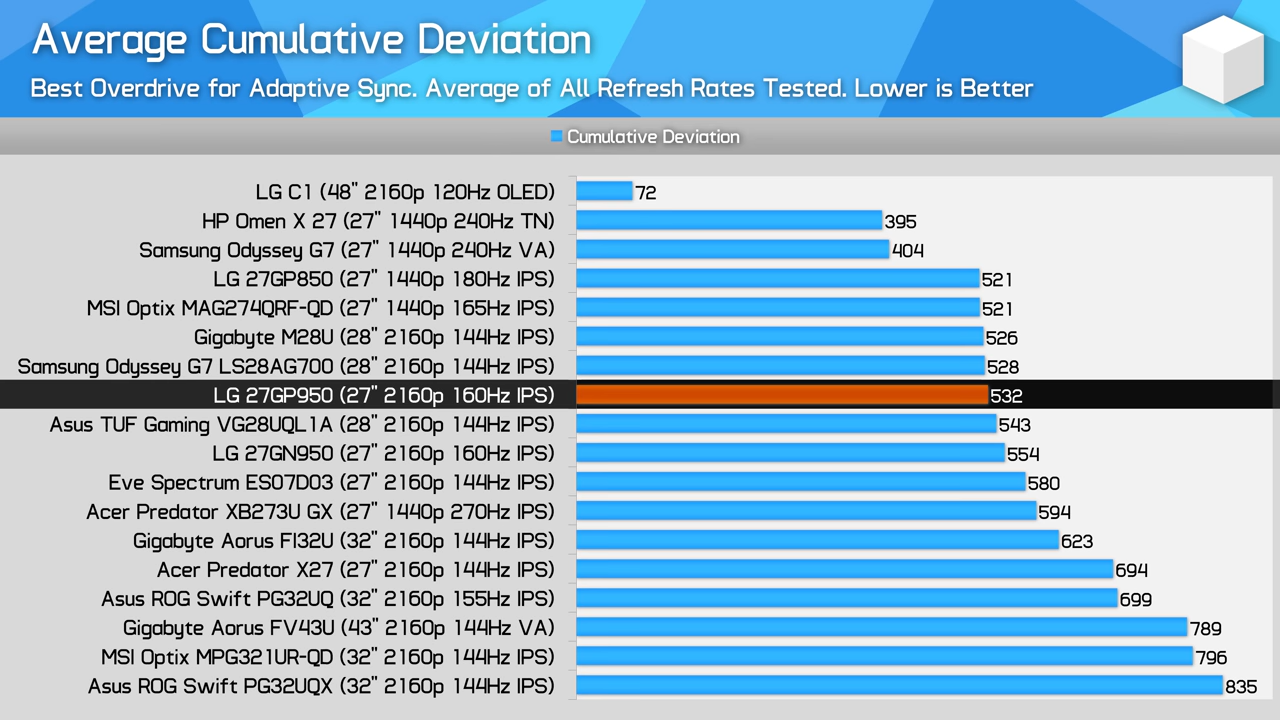 Average Cumulative Deviation
Best Overdrive for Adaptive Sync. Average of All Refresh Rates Tested. Lower is Better
Cumulative Deviation
LG C1 (48" 2160p 120Hz OLED) 72
HP Omen X 27 (27" 1440p 240Hz TN) 395
Samsung Odyssey G7 (27" 1440p 240Hz VA) 404
LG 27GP850 (27" 1440p 180Hz IPS) 521
MSI Optix MAG274QRF-QD (27" 1440p 165Hz IPS) 521
Gigabyte M28U (28" 2160p 144Hz IPS) 526
Samsung Odyssey G7 LS28AG700 (28" 2160p 144Hz IPS) 528
LG 27GP950 (27" 2160p 160Hz IPS) 532
Asus TUF Gaming VG28UQL1A (28" 2160p 144Hz IPS) 543
LG 27GN950 (27" 2160p 160Hz IPS) 554
Eve Spectrum ES07D03 (27" 2160p 144Hz IPS) 580
Acer Predator XB273U GX (27" 1440p 270Hz IPS) 594
Gigabyte Aorus FI32U (32" 2160p 144Hz IPS) 623
Acer Predator X27 (27" 2160p 144Hz IPS) 694
Asus ROG Swift PG32UQ (32" 2160p 155Hz IPS) 699
Gigabyte Aorus FV43U (43" 2160p 144Hz VA) 789
MSI Optix MPG321UR-QD (32" 2160p 144Hz IPS) 796
Asus ROG Swift PG32UQX (32" 2160p 144Hz IPS) 835